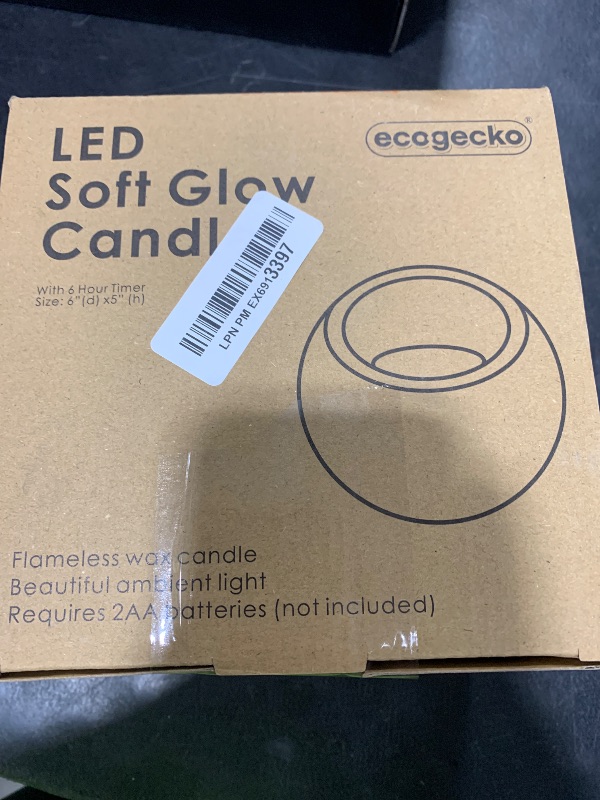 LED
ecogecko®
Soft Glow
Candl
With 6 Hour Timer
Size: 6"(d) x5" (h)
LPN PM EX6913397
Flameless wax candle
Beautiful ambient light
Requires 2AA batteries (not included)